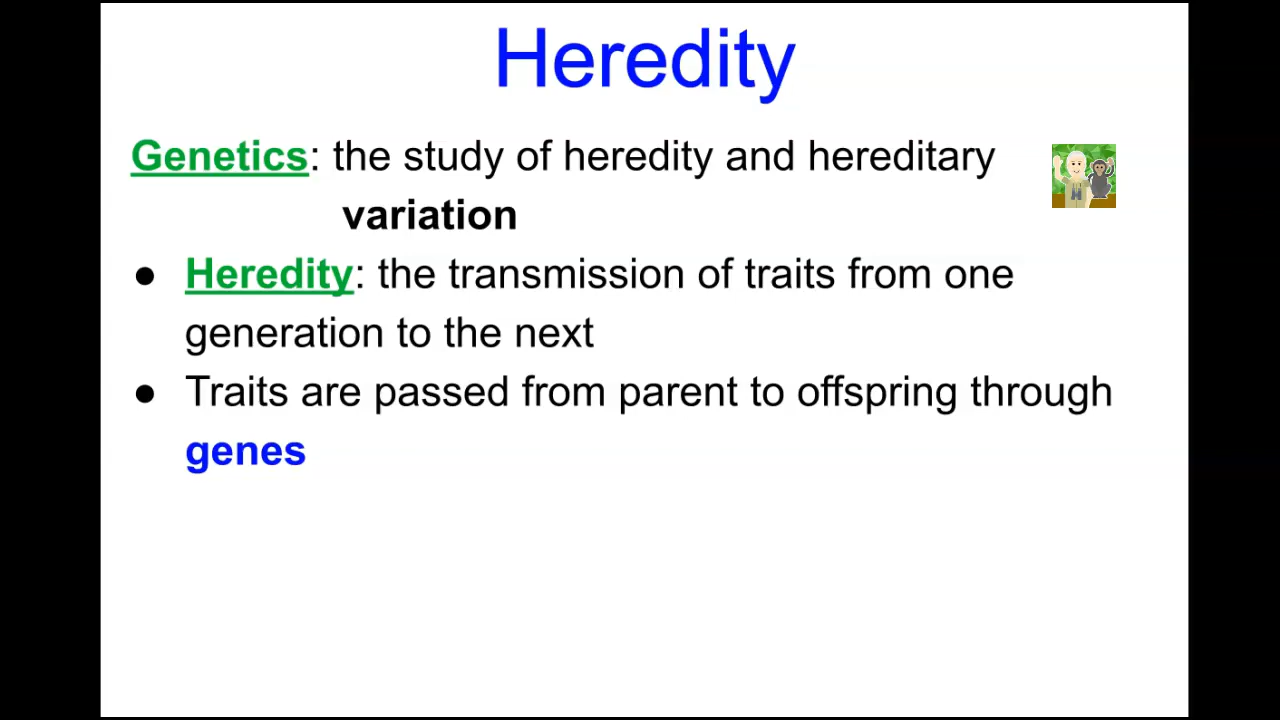 Heredity
Genetics: the study of heredity and hereditary
variation
● Heredity: the transmission of traits from one
generation to the next
● Traits are passed from parent to offspring through
genes